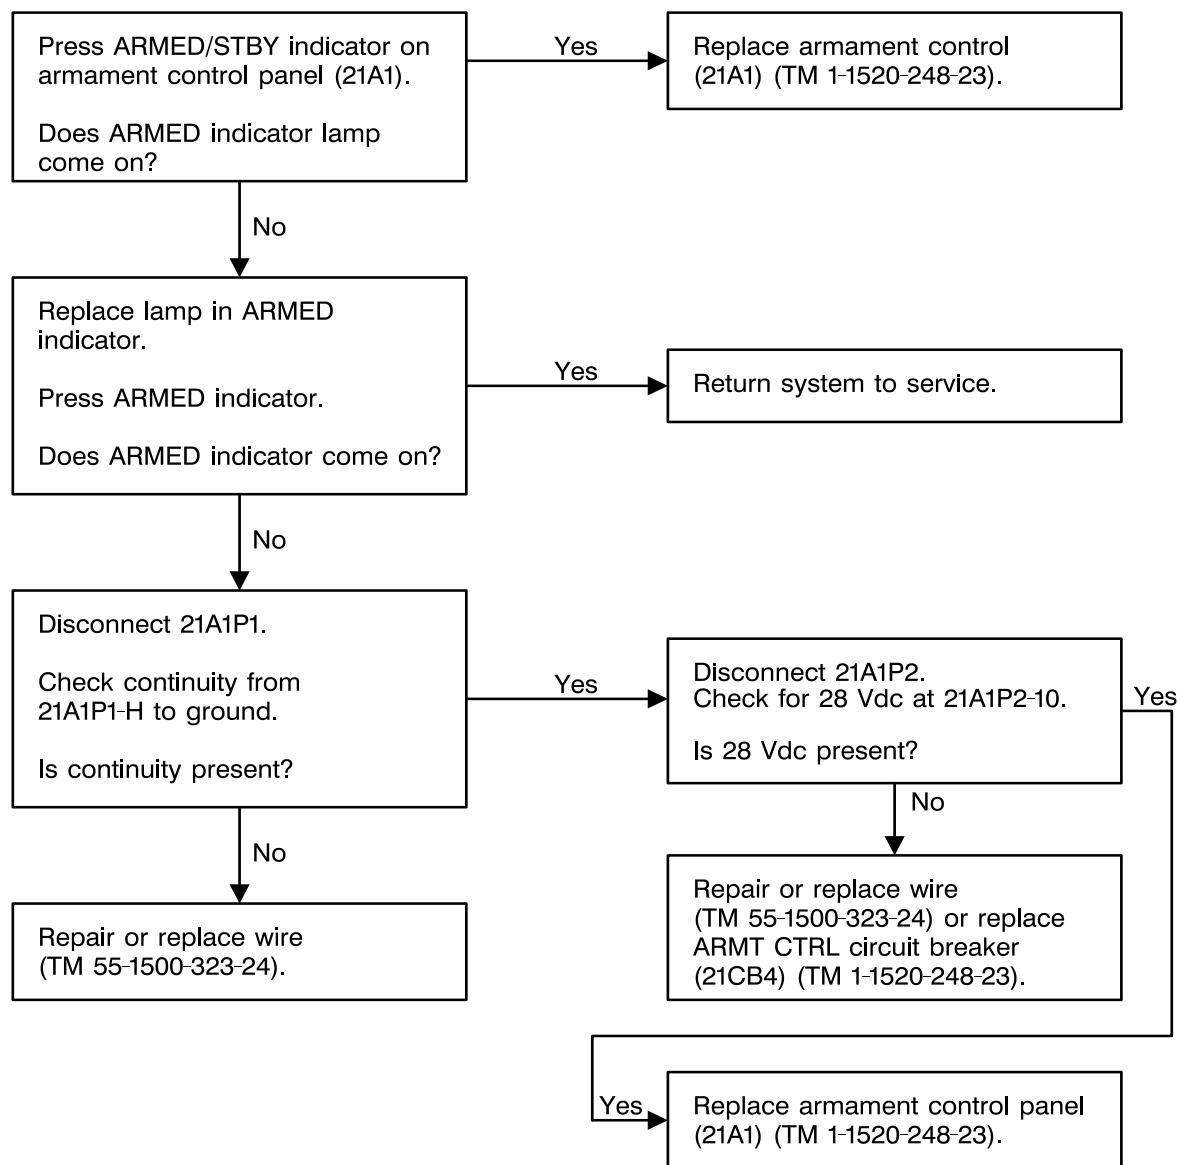 Press ARMED/STBY indicator on
armament control panel (21A1).
Does ARMED indicator lamp
come on?
Yes
Replace armament control
(21A1) (TM 1-1520-248-23).
No
Replace lamp in ARMED
indicator.
Press ARMED indicator.
Does ARMED indicator come on?
Yes
Return system to service.
No
Disconnect 21A1P1.
Check continuity from
21A1P1-H to ground.
Is continuity present?
Yes
Disconnect 21A1P2.
Check for 28 Vdc at 21A1P2-10.
Is 28 Vdc present?
Yes
No
No
Repair or replace wire
(TM 55-1500-323-24).
Repair or replace wire
(TM 55-1500-323-24) or replace
ARMT CTRL circuit breaker
(21CB4) (TM 1-1520-248-23).
Yes
Replace armament control panel
(21A1) (TM 1-1520-248-23).